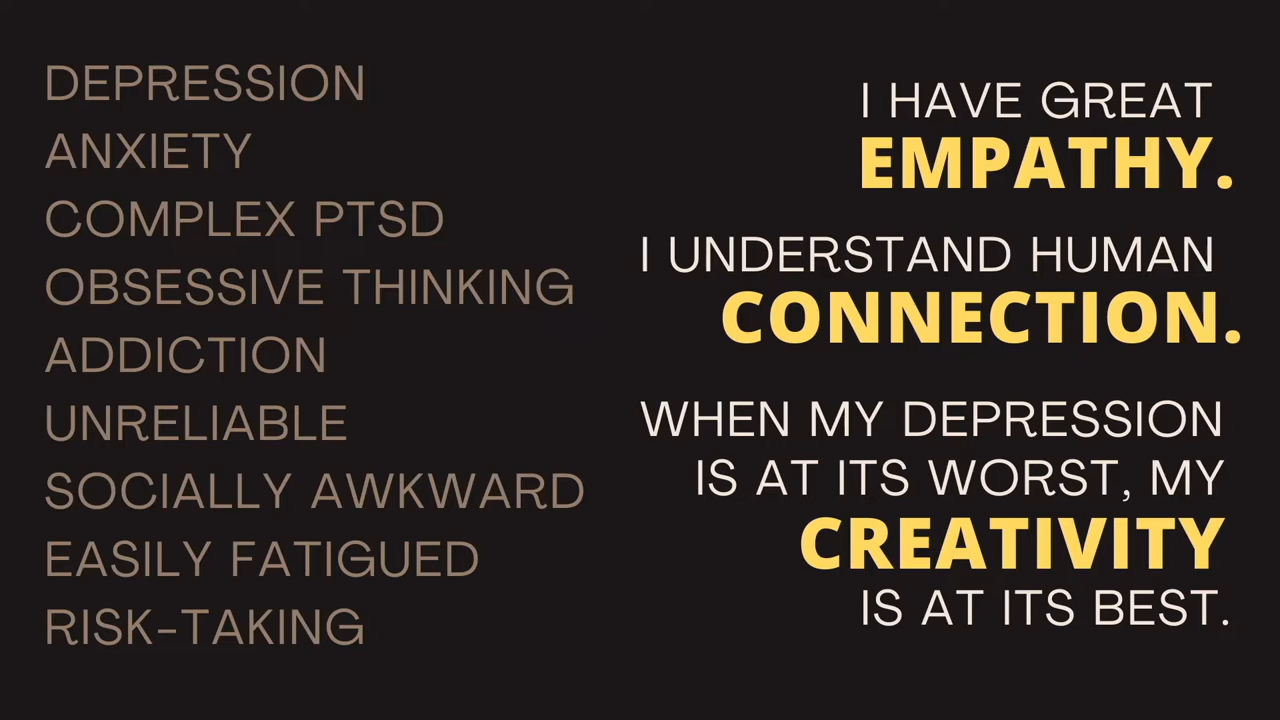 DEPRESSION
ANXIETY
COMPLEX PTSD
OBSESSIVE THINKING
ADDICTION
UNRELIABLE
SOCIALLY AWKWARD
EASILY FATIGUED
RISK-TAKING
I HAVE GREAT
EMPATHY.
I UNDERSTAND HUMAN
CONNECTION.
WHEN MY DEPRESSION
IS AT ITS WORST, MY
CREATIVITY
IS AT ITS BEST.